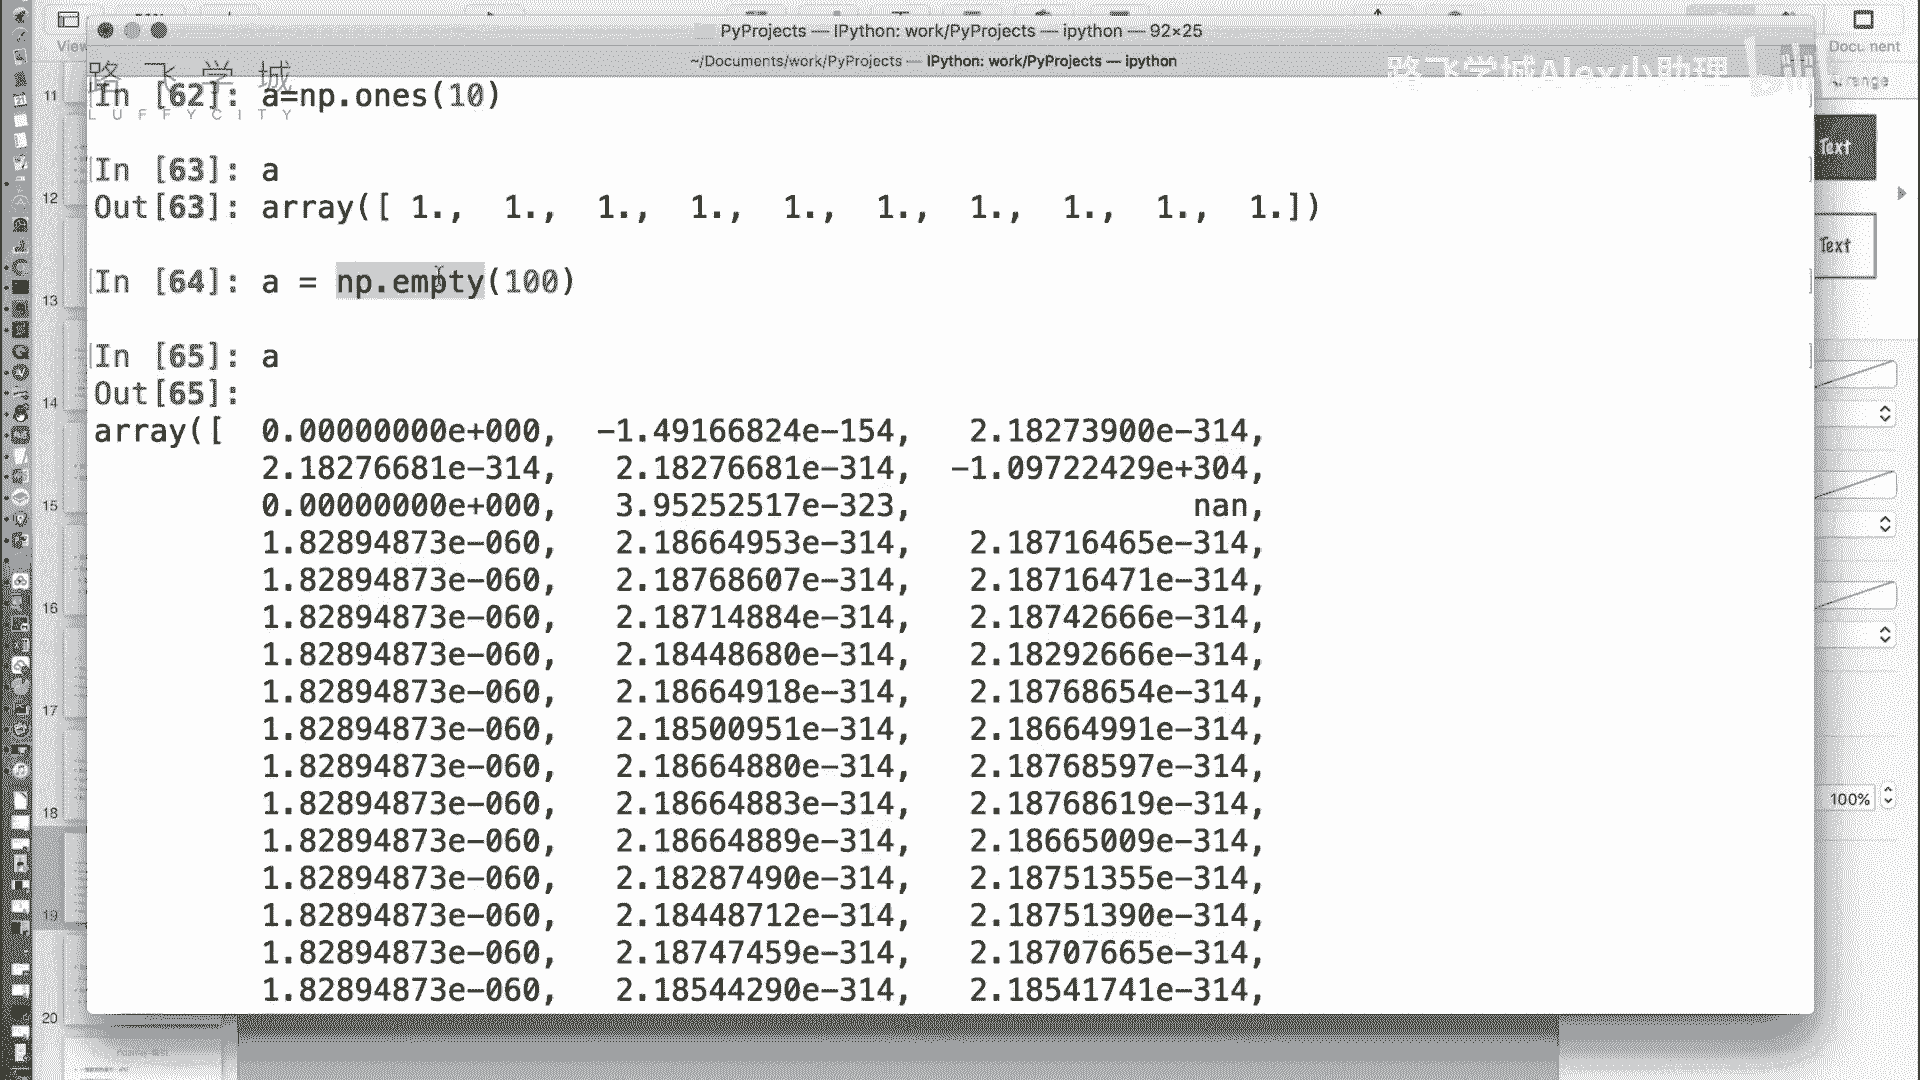 PyProjects — IPython: work/PyProjects — ipython — 92×25
View
Document
~/Documents/work/PyProjects — IPython: work/PyProjects — ipython
路飞学城
LUFFYCITY
路飞学城Alex小助理
In [62]: a=np.ones(10)
In [63]: a
Out[63]: array([ 1.,  1.,  1.,  1.,  1.,  1.,  1.,  1.,  1.,  1.])
In [64]: a = np.empty(100)
In [65]: a
Out[65]:
array([  0.00000000e+000,  -1.49166824e-154,   2.18273900e-314,
2.18276681e-314,   2.18276681e-314,  -1.09722429e+304,
0.00000000e+000,   3.95252517e-323,               nan,
1.82894873e-060,   2.18664953e-314,   2.18716465e-314,
1.82894873e-060,   2.18768607e-314,   2.18716471e-314,
1.82894873e-060,   2.18714884e-314,   2.18742666e-314,
1.82894873e-060,   2.18448680e-314,   2.18292666e-314,
1.82894873e-060,   2.18664918e-314,   2.18768654e-314,
1.82894873e-060,   2.18500951e-314,   2.18664991e-314,
1.82894873e-060,   2.18664880e-314,   2.18768597e-314,
1.82894873e-060,   2.18664883e-314,   2.18768619e-314,
1.82894873e-060,   2.18664889e-314,   2.18665009e-314,
1.82894873e-060,   2.18287490e-314,   2.18751355e-314,
1.82894873e-060,   2.18448712e-314,   2.18751390e-314,
1.82894873e-060,   2.18747459e-314,   2.18707665e-314,
1.82894873e-060,   2.18544290e-314,   2.18541741e-314,
11
12
13
14
15
16
17
18
19
20
Text
Text
100%